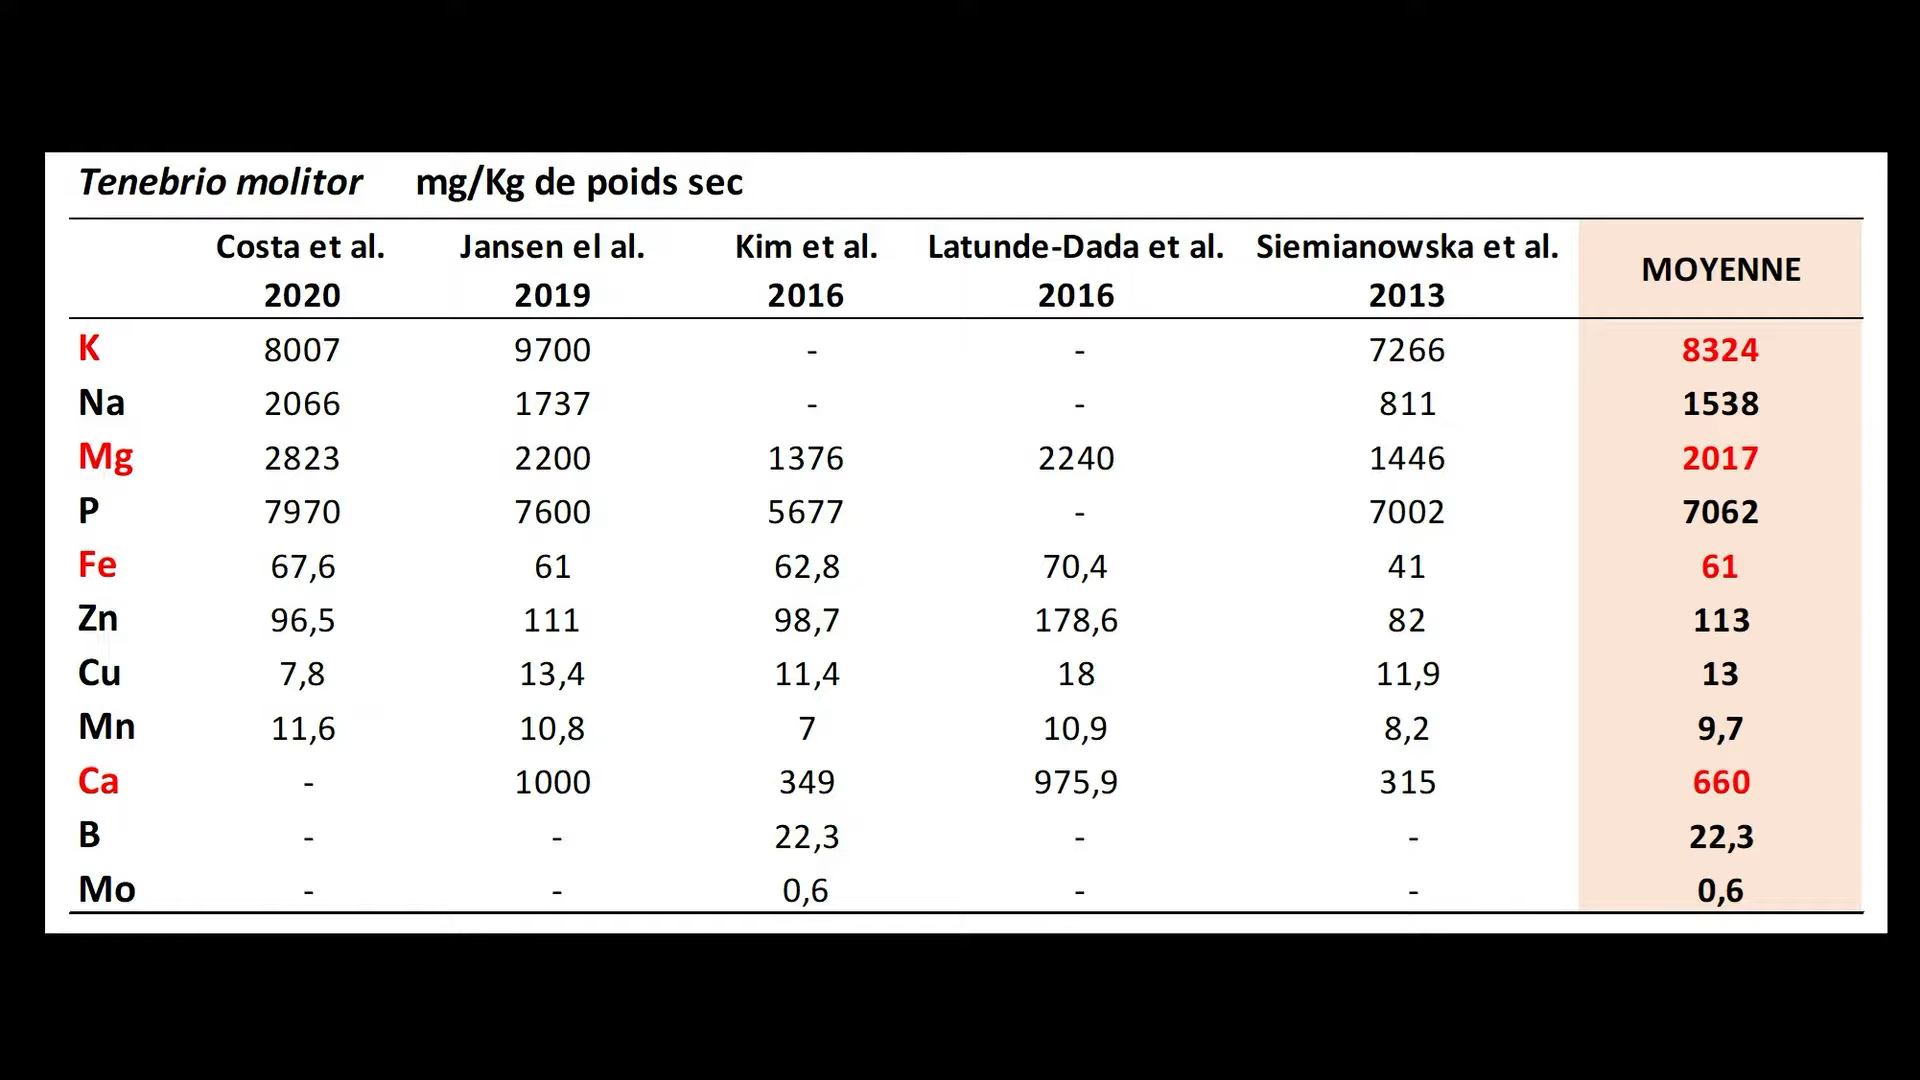 Tenebrio molitor mg/Kg de poids sec
Costa et al. Jansen el al. Kim et al. Latunde-Dada et al. Siemianowska et al. MOYENNE
2020 2019 2016 2016 2013
K 8007 9700 - - 7266 8324
Na 2066 1737 - - 811 1538
Mg 2823 2200 1376 2240 1446 2017
P 7970 7600 5677 - 7002 7062
Fe 67,6 61 62,8 70,4 41 61
Zn 96,5 111 98,7 178,6 82 113
Cu 7,8 13,4 11,4 18 11,9 13
Mn 11,6 10,8 7 10,9 8,2 9,7
Ca - 1000 349 975,9 315 660
B - - 22,3 - - 22,3
Mo - - 0,6 - - 0,6